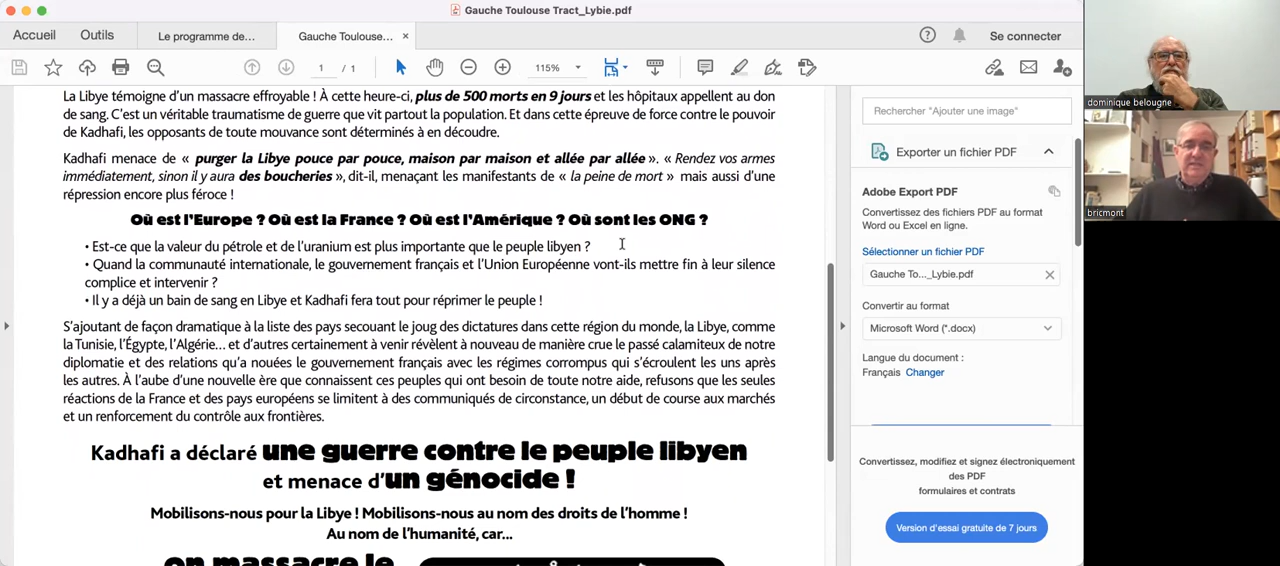 Gauche Toulouse Tract_Lybie.pdf
Accueil
Outils
Le programme de...
Gauche Toulouse...
×
Se connecter
1 / 1
115%
La Libye témoigne d'un massacre effroyable ! À cette heure-ci, plus de 500 morts en 9 jours et les hôpitaux appellent au don
de sang. C'est un véritable traumatisme de guerre que vit partout la population. Et dans cette épreuve de force contre le pouvoir
de Kadhafi, les opposants de toute mouvance sont déterminés à en découdre.
Kadhafi menace de « purger la Libye pouce par pouce, maison par maison et allée par allée ». « Rendez vos armes
immédiatement, sinon il y aura des boucheries », dit-il, menaçant les manifestants de « la peine de mort » mais aussi d'une
répression encore plus féroce !
Où est l'Europe ? Où est la France ? Où est l'Amérique ? Où sont les ONG ?
• Est-ce que la valeur du pétrole et de l'uranium est plus importante que le peuple libyen ?
• Quand la communauté internationale, le gouvernement français et l'Union Européenne vont-ils mettre fin à leur silence
complice et intervenir ?
• Il y a déjà un bain de sang en Libye et Kadhafi fera tout pour réprimer le peuple !
S'ajoutant de façon dramatique à la liste des pays secouant le joug des dictatures dans cette région du monde, la Libye, comme
la Tunisie, l'Égypte, l'Algérie... et d'autres certainement à venir révèlent à nouveau de manière crue le passé calamiteux de notre
diplomatie et des relations qu'a nouées le gouvernement français avec les régimes corrompus qui s'écroulent les uns après
les autres. À l'aube d'une nouvelle ère que connaissent ces peuples qui ont besoin de toute notre aide, refusons que les seules
réactions de la France et des pays européens se limitent à des communiqués de circonstance, un début de course aux marchés
et un renforcement du contrôle aux frontières.
Kadhafi a déclaré une guerre contre le peuple libyen
et menace d'un génocide !
Mobilisons-nous pour la Libye ! Mobilisons-nous au nom des droits de l'homme !
Au nom de l'humanité, car...
on massacre le
Rechercher "Ajouter une image"
Exporter un fichier PDF
Adobe Export PDF
Convertissez des fichiers PDF au format
Word ou Excel en ligne.
Sélectionner un fichier PDF
Gauche To..._Lybie.pdf
Convertir au format
Microsoft Word (*.docx)
Langue du document :
Français Changer
Convertissez, modifiez et signez électroniquement
des PDF
formulaires et contrats
Version d'essai gratuite de 7 jours
dominique belougne
bricmont